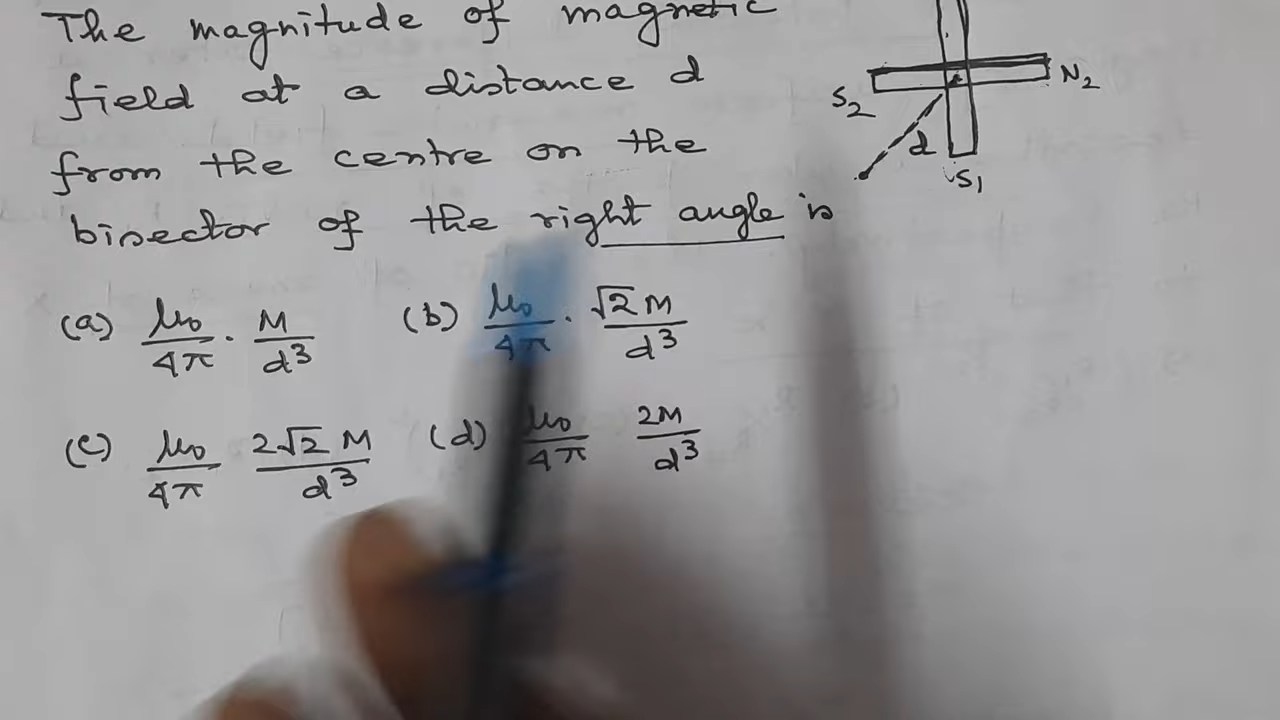 The magnitude of magnetic
field at a distance d
from the centre on the
bisector of the right angle is
(a) μ₀/4π · M/d³ (b) μ₀/4π · √2 M/d³
(c) μ₀/4π 2√2 M/d³ (d) μ₀/4π 2M/d³
S₂ N₂
d
S₁